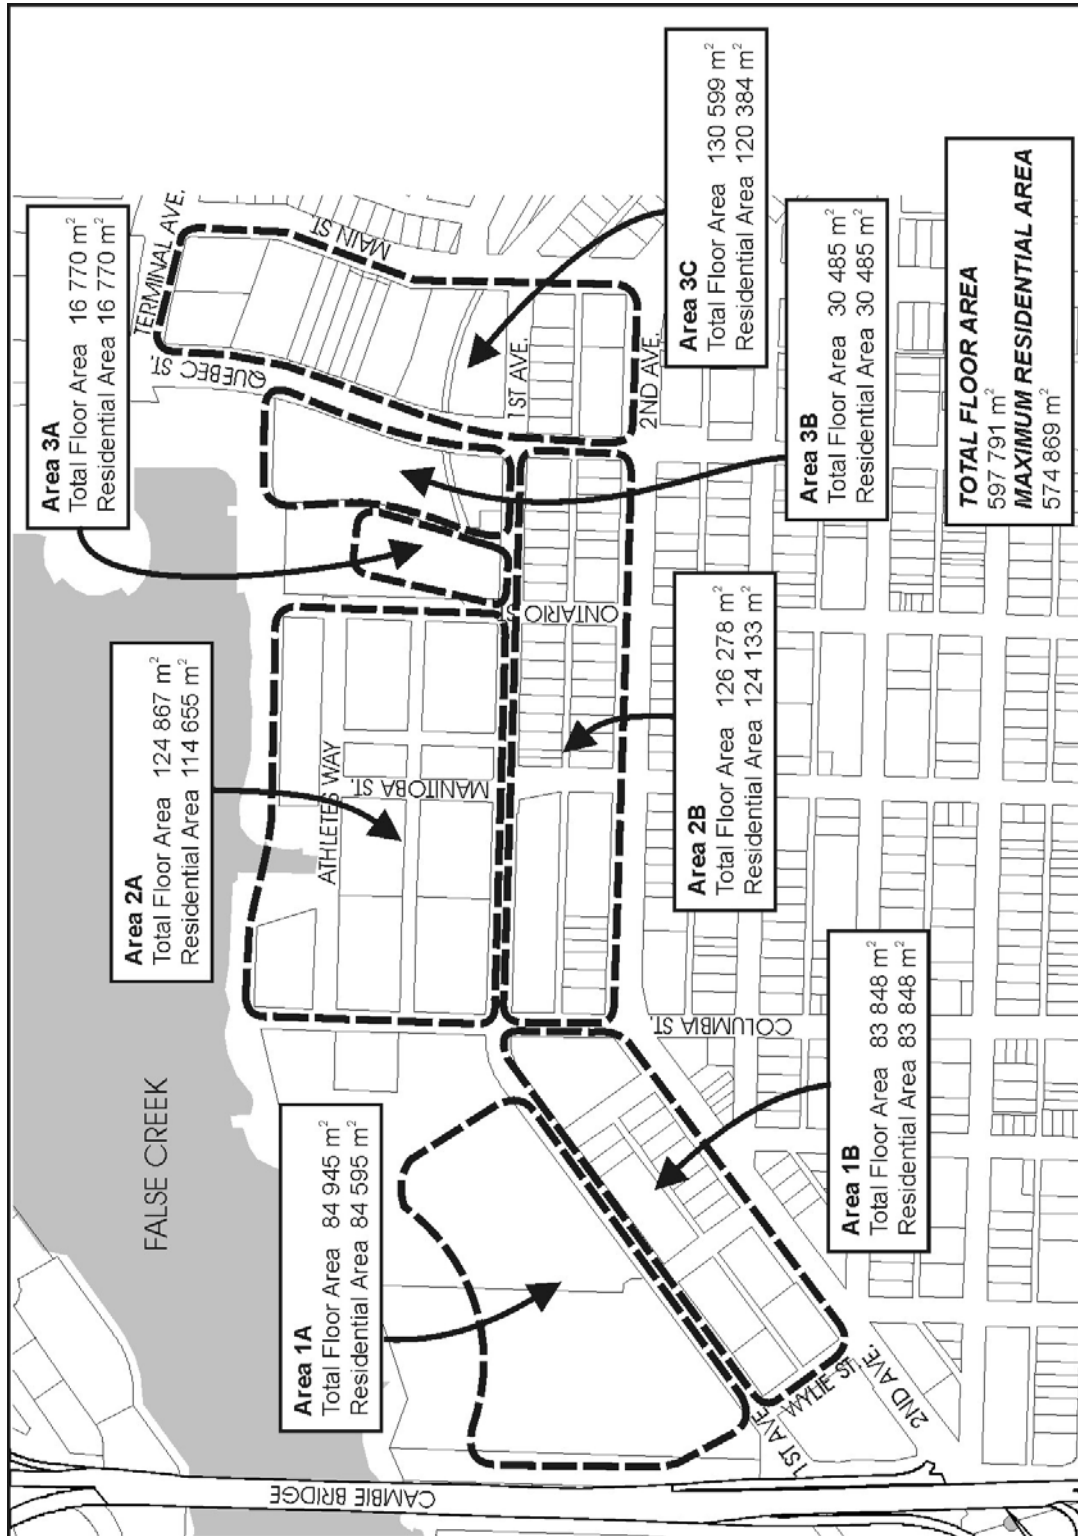 FALSE CREEK
CAMBIE BRIDGE
Area 1A
Total Floor Area 84 945 m²
Residential Area 84 595 m²
Area 2A
Total Floor Area 124 867 m²
Residential Area 114 655 m²
Area 3A
Total Floor Area 16 770 m²
Residential Area 16 770 m²
TERMINAL AVE.
QUEBEC ST.
MAIN ST.
ATHLETES WAY
MANITOBA ST.
ONTARIO ST.
1ST AVE.
2ND AVE.
COLUMBIA ST.
1ST AVE.
WYLIE ST.
2ND AVE.
Area 1B
Total Floor Area 83 848 m²
Residential Area 83 848 m²
Area 2B
Total Floor Area 126 278 m²
Residential Area 124 133 m²
Area 3B
Total Floor Area 30 485 m²
Residential Area 30 485 m²
Area 3C
Total Floor Area 130 599 m²
Residential Area 120 384 m²
TOTAL FLOOR AREA
597 791 m²
MAXIMUM RESIDENTIAL AREA
574 869 m²